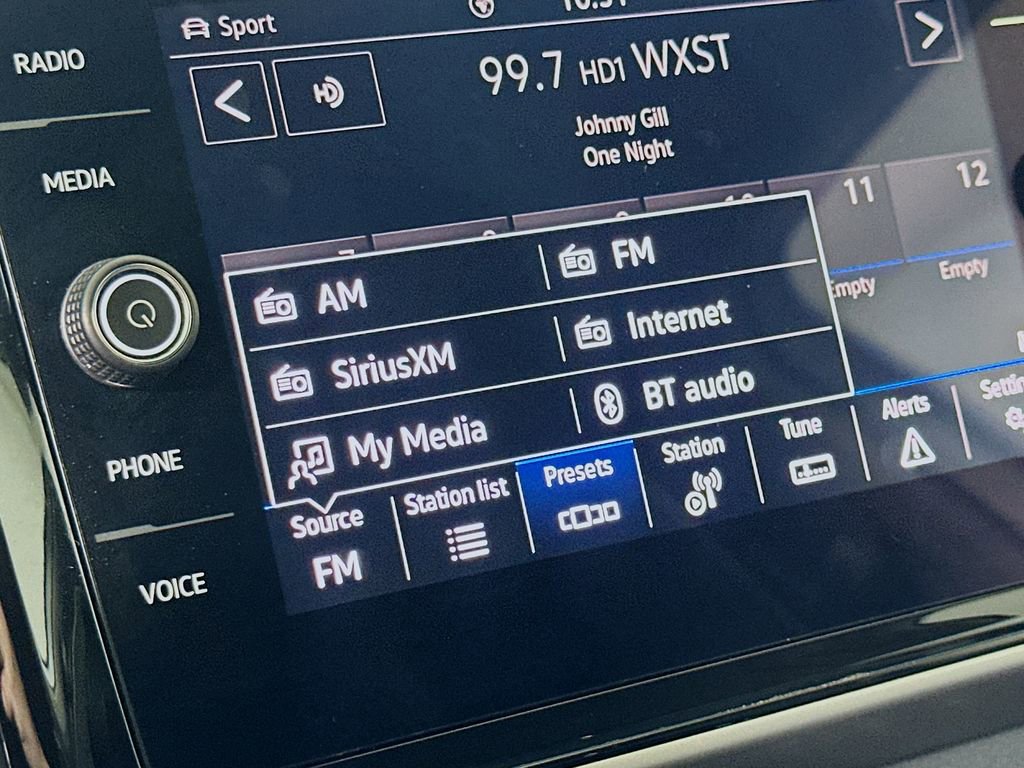 Sport
RADIO
HD
99.7 HD1 WXST
Johnny Gill
One Night
MEDIA
11
12
Empty
Empty
AM
FM
SiriusXM
Internet
My Media
BT audio
Source
FM
Station list
Presets
Station
Tune
Alerts
PHONE
VOICE